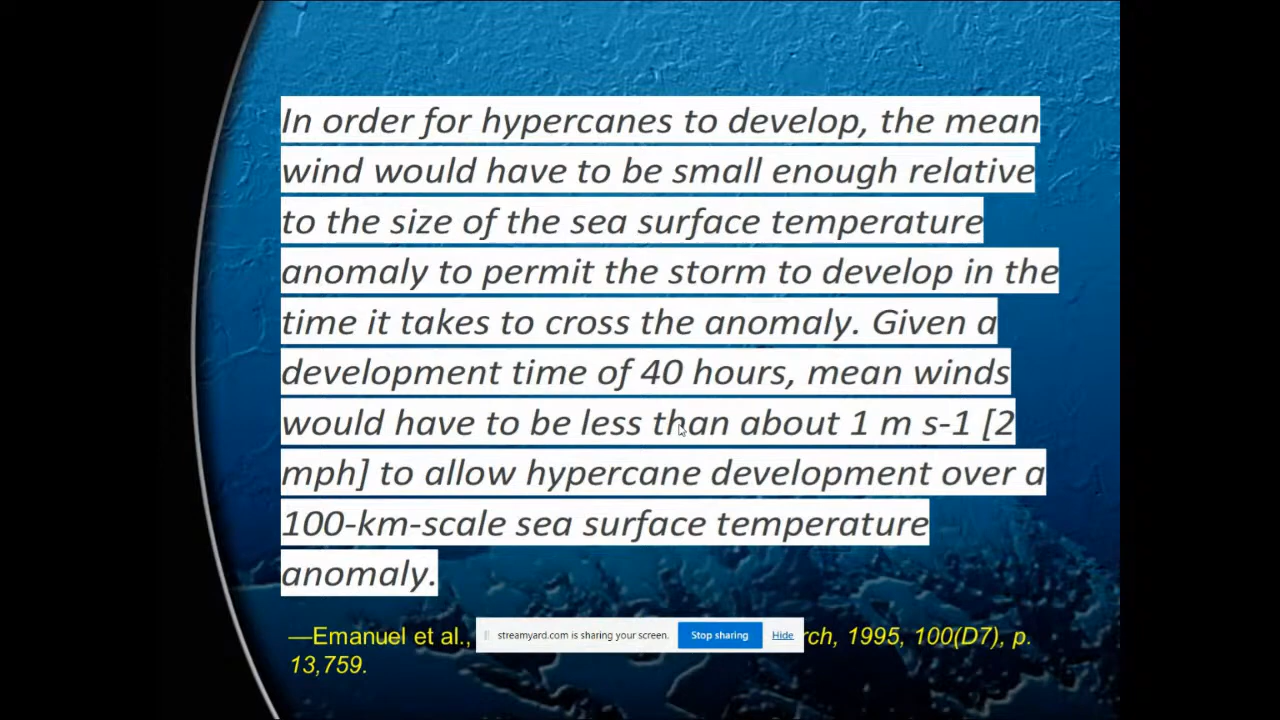 In order for hypercanes to develop, the mean
wind would have to be small enough relative
to the size of the sea surface temperature
anomaly to permit the storm to develop in the
time it takes to cross the anomaly. Given a
development time of 40 hours, mean winds
would have to be less than about 1 m s-1 [2
mph] to allow hypercane development over a
100-km-scale sea surface temperature
anomaly.
—Emanuel et al., rch, 1995, 100(D7), p.
streamyard.com is sharing your screen. Stop sharing Hide
13,759.